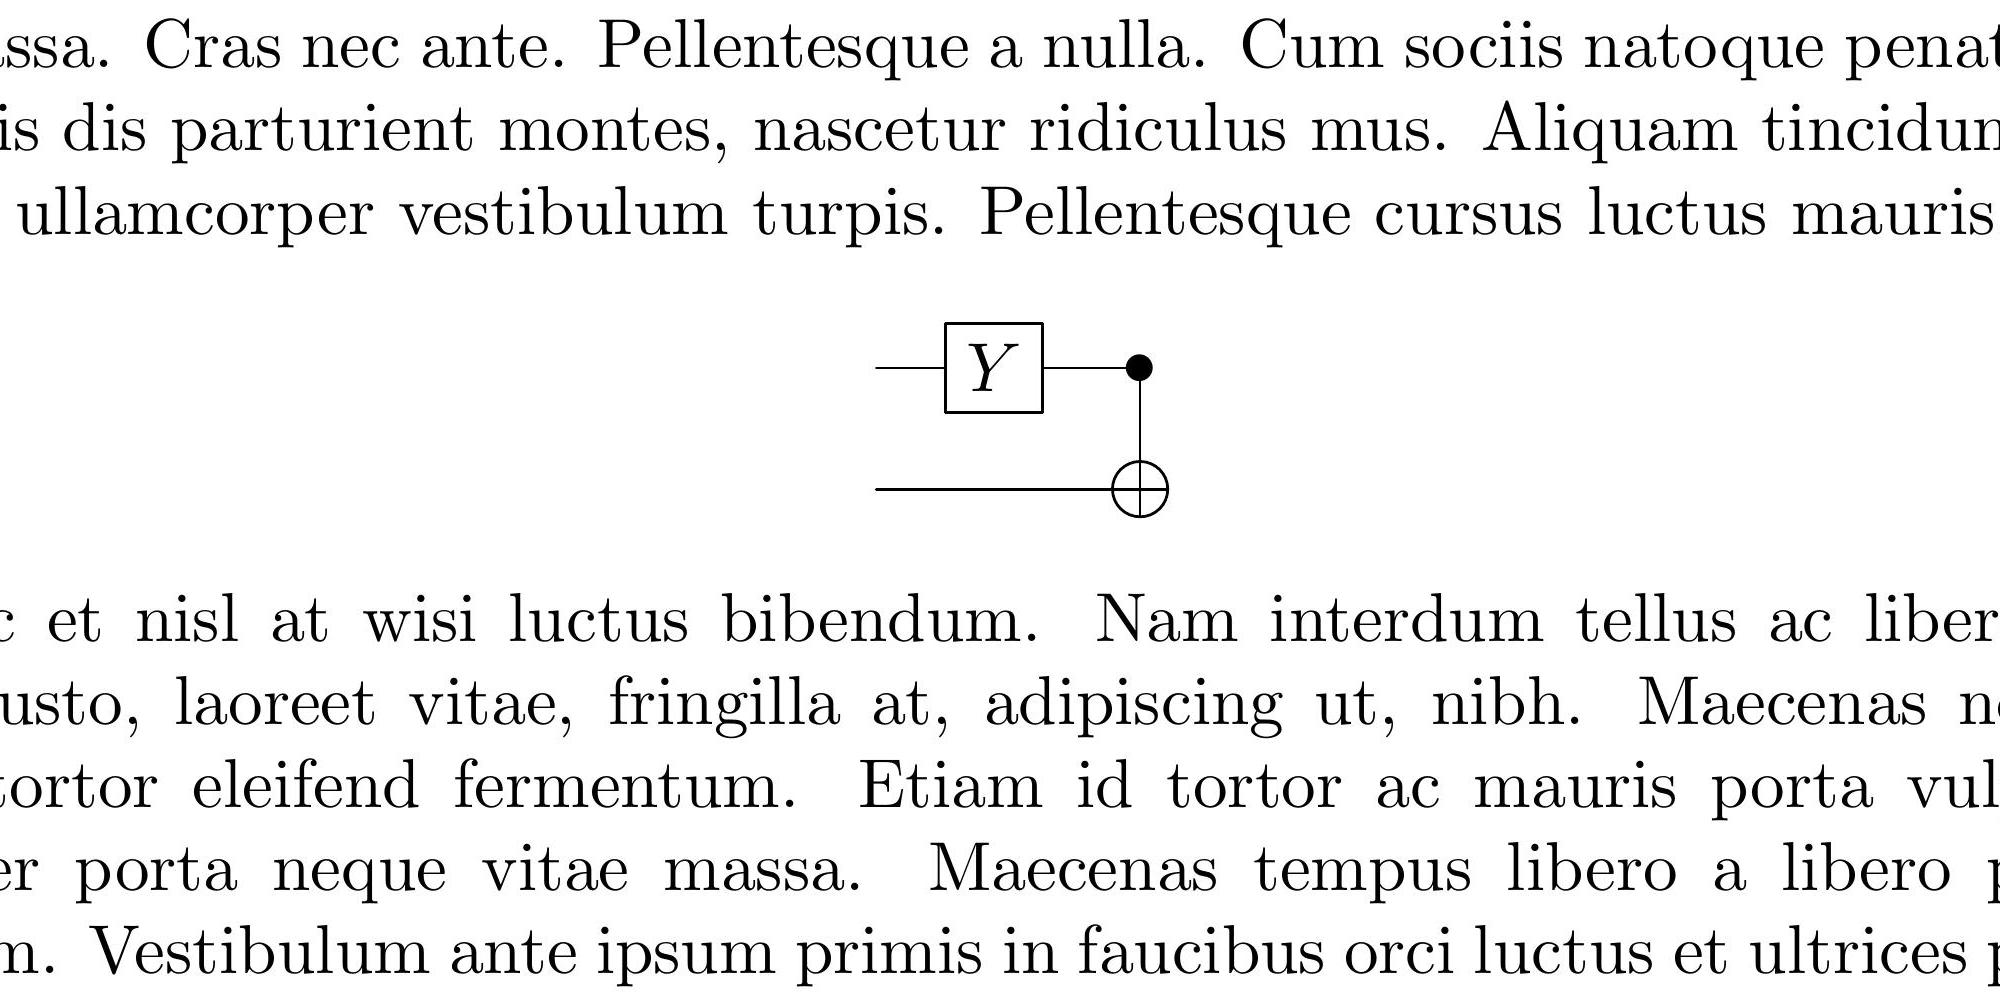 ssa. Cras nec ante. Pellentesque a nulla. Cum sociis natoque penat
is dis parturient montes, nascetur ridiculus mus. Aliquam tincidun
ullamcorper vestibulum turpis. Pellentesque cursus luctus mauris
Y
c et nisl at wisi luctus bibendum. Nam interdum tellus ac liber
usto, laoreet vitae, fringilla at, adipiscing ut, nibh. Maecenas n
tortor eleifend fermentum. Etiam id tortor ac mauris porta vul
er porta neque vitae massa. Maecenas tempus libero a libero p
m. Vestibulum ante ipsum primis in faucibus orci luctus et ultrices p